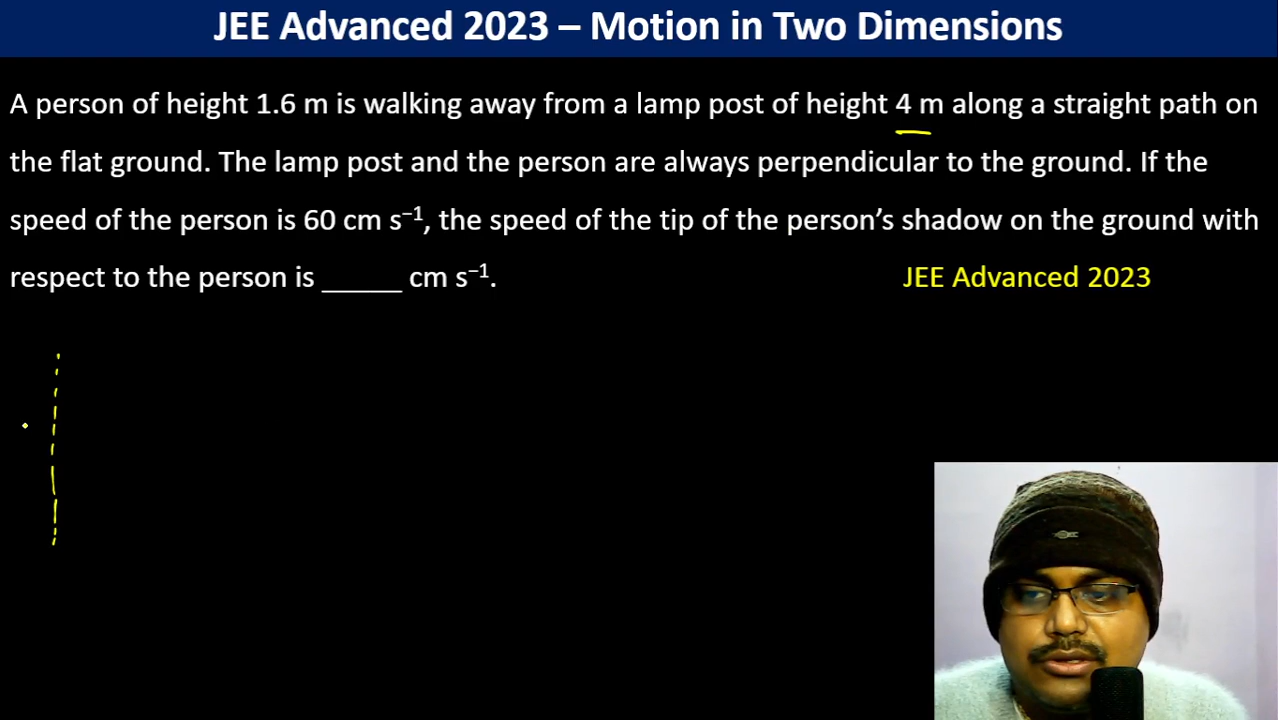 JEE Advanced 2023 – Motion in Two Dimensions
A person of height 1.6 m is walking away from a lamp post of height 4 m along a straight path on
the flat ground. The lamp post and the person are always perpendicular to the ground. If the
speed of the person is 60 cm s⁻¹, the speed of the tip of the person’s shadow on the ground with
respect to the person is _____ cm s⁻¹.
JEE Advanced 2023